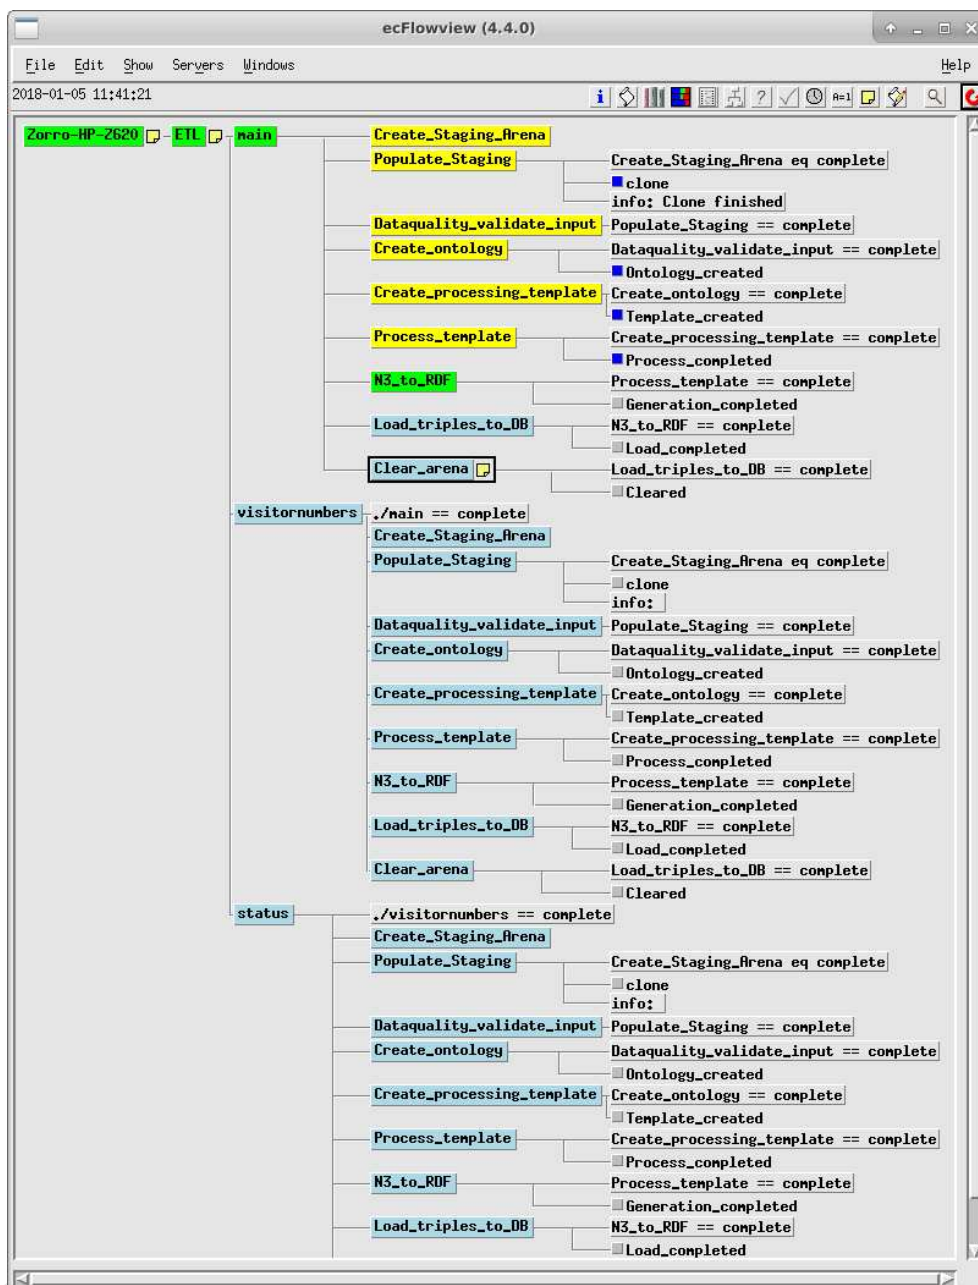 ecFlowview (4.4.0)
File Edit Show Servers Windows Help
2018-01-05 11:41:21 i ? A=1
Zorro-HP-Z620 ETL main Create_Staging_Arena
Populate_Staging Create_Staging_Arena eq complete
clone
info: Clone finished
Dataquality_validate_input Populate_Staging == complete
Create_ontology Dataquality_validate_input == complete
Ontology_created
Create_processing_template Create_ontology == complete
Template_created
Process_template Create_processing_template == complete
Process_completed
N3_to_RDF Process_template == complete
Generation_completed
Load_triples_to_DB N3_to_RDF == complete
Load_completed
Clear_arena Load_triples_to_DB == complete
Cleared
visitornumbers ./main == complete
Create_Staging_Arena
Populate_Staging Create_Staging_Arena eq complete
clone
info:
Dataquality_validate_input Populate_Staging == complete
Create_ontology Dataquality_validate_input == complete
Ontology_created
Create_processing_template Create_ontology == complete
Template_created
Process_template Create_processing_template == complete
Process_completed
N3_to_RDF Process_template == complete
Generation_completed
Load_triples_to_DB N3_to_RDF == complete
Load_completed
Clear_arena Load_triples_to_DB == complete
Cleared
status ./visitornumbers == complete
Create_Staging_Arena
Populate_Staging Create_Staging_Arena eq complete
clone
info:
Dataquality_validate_input Populate_Staging == complete
Create_ontology Dataquality_validate_input == complete
Ontology_created
Create_processing_template Create_ontology == complete
Template_created
Process_template Create_processing_template == complete
Process_completed
N3_to_RDF Process_template == complete
Generation_completed
Load_triples_to_DB N3_to_RDF == complete
Load_completed